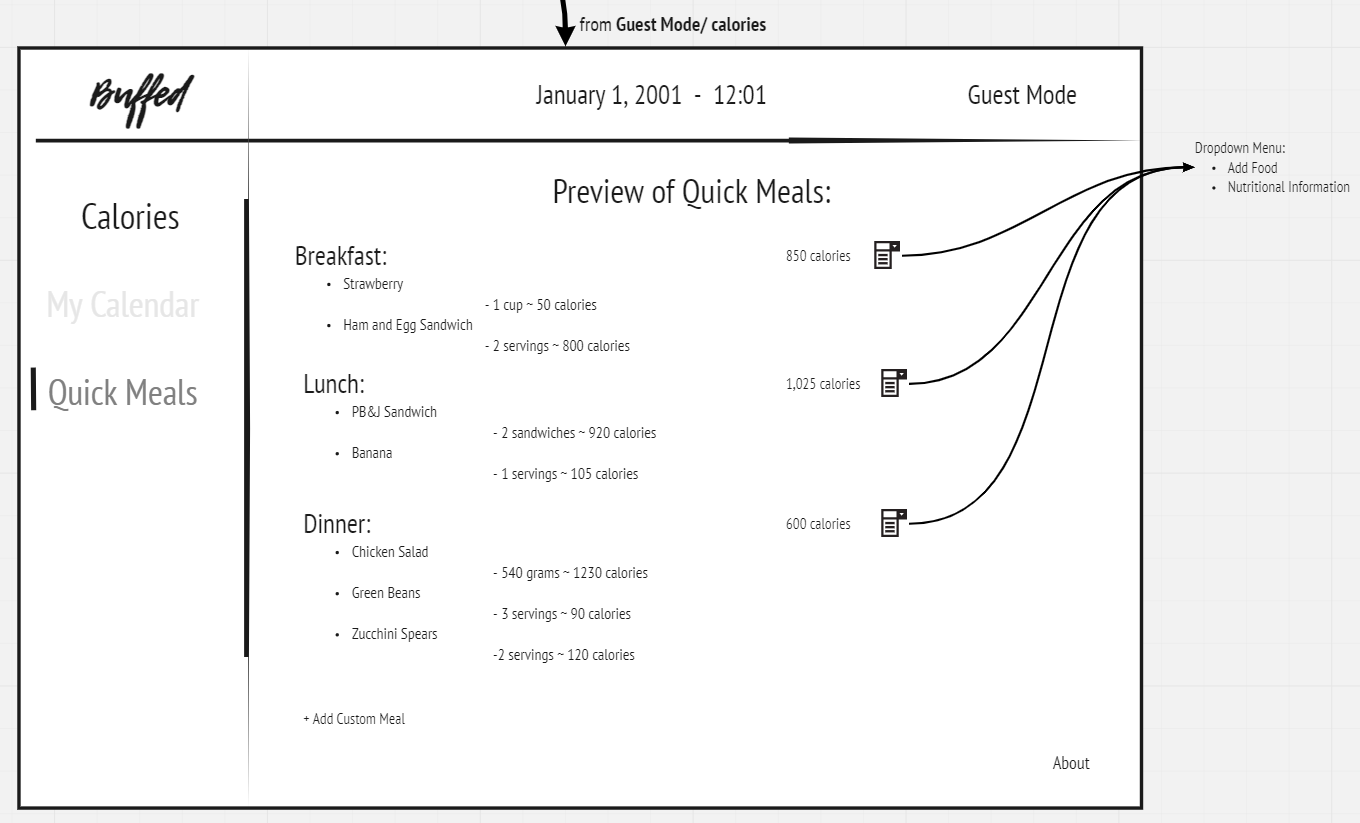 from Guest Mode/ calories
Buffed
January 1, 2001 - 12:01
Guest Mode
Dropdown Menu:
• Add Food
• Nutritional Information
Calories
My Calendar
Quick Meals
Preview of Quick Meals:
Breakfast:
850 calories
• Strawberry
- 1 cup ~ 50 calories
• Ham and Egg Sandwich
- 2 servings ~ 800 calories
Lunch:
1,025 calories
• PB&J Sandwich
- 2 sandwiches ~ 920 calories
• Banana
- 1 servings ~ 105 calories
Dinner:
600 calories
• Chicken Salad
- 540 grams ~ 1230 calories
• Green Beans
- 3 servings ~ 90 calories
• Zucchini Spears
-2 servings ~ 120 calories
+ Add Custom Meal
About